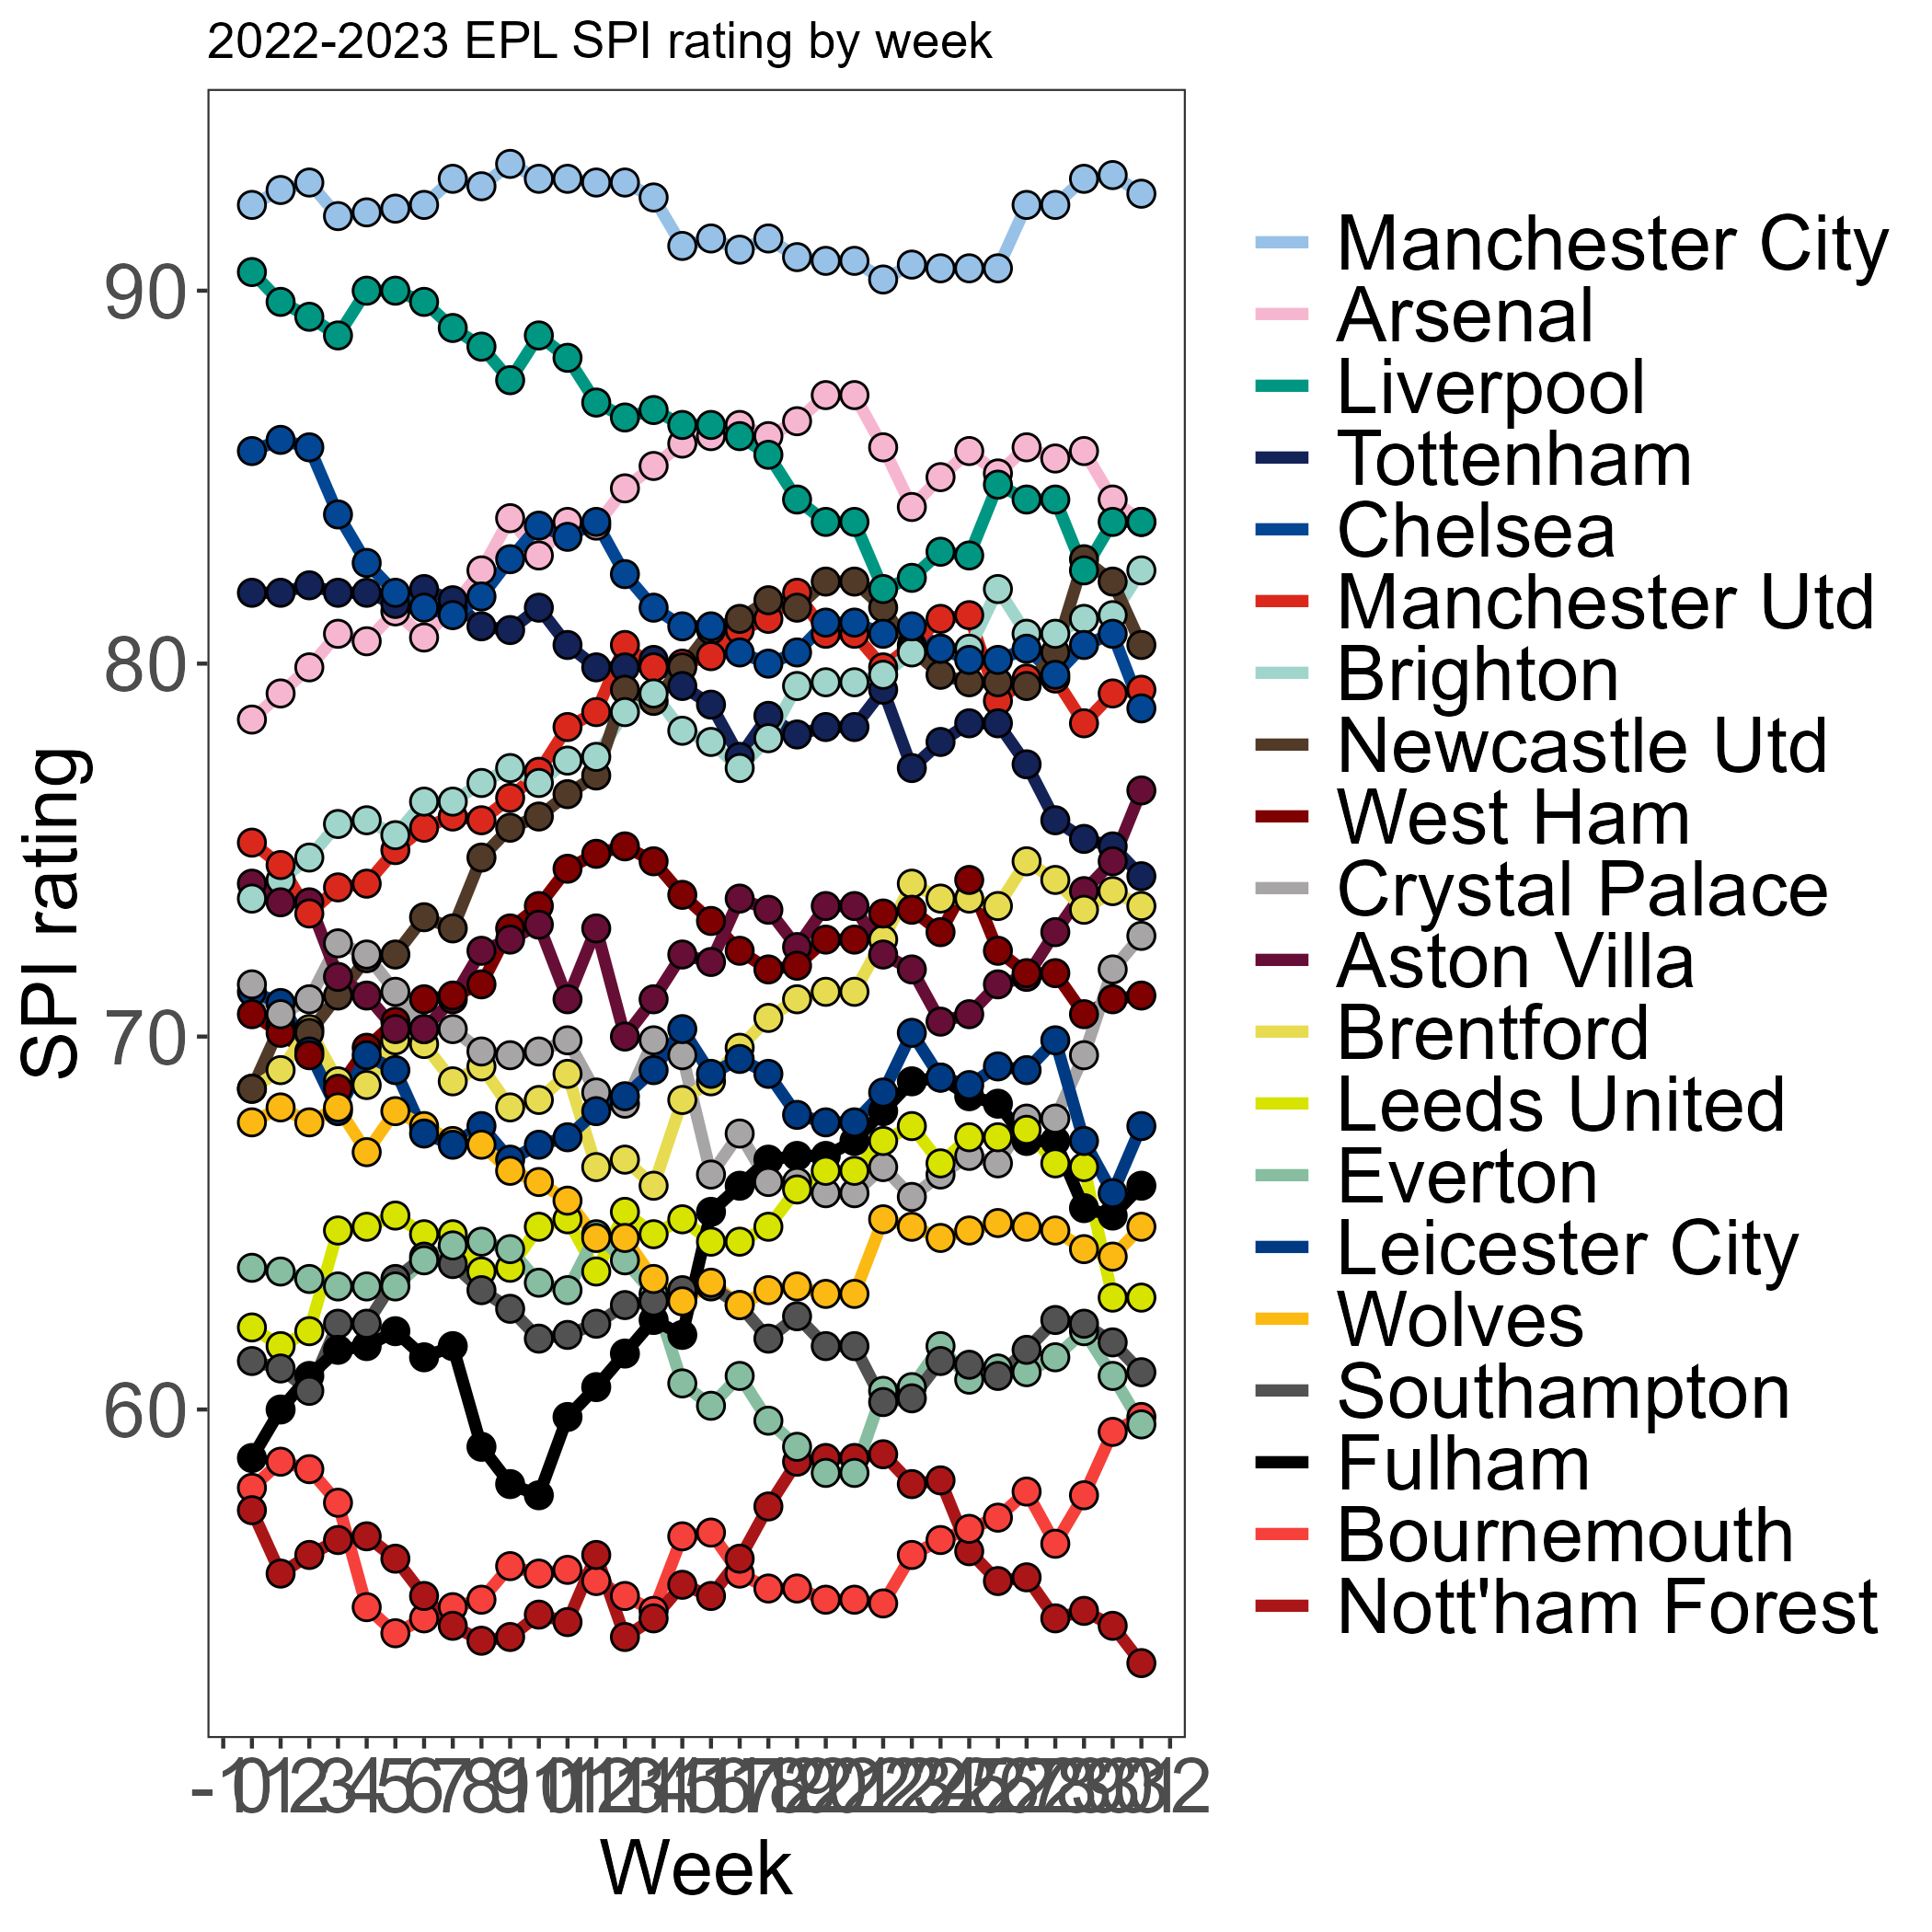 2022-2023 EPL SPI rating by week
90
80
70
60
SPI rating
Week
Manchester City
Arsenal
Liverpool
Tottenham
Chelsea
Manchester Utd
Brighton
Newcastle Utd
West Ham
Crystal Palace
Aston Villa
Brentford
Leeds United
Everton
Leicester City
Wolves
Southampton
Fulham
Bournemouth
Nott'ham Forest